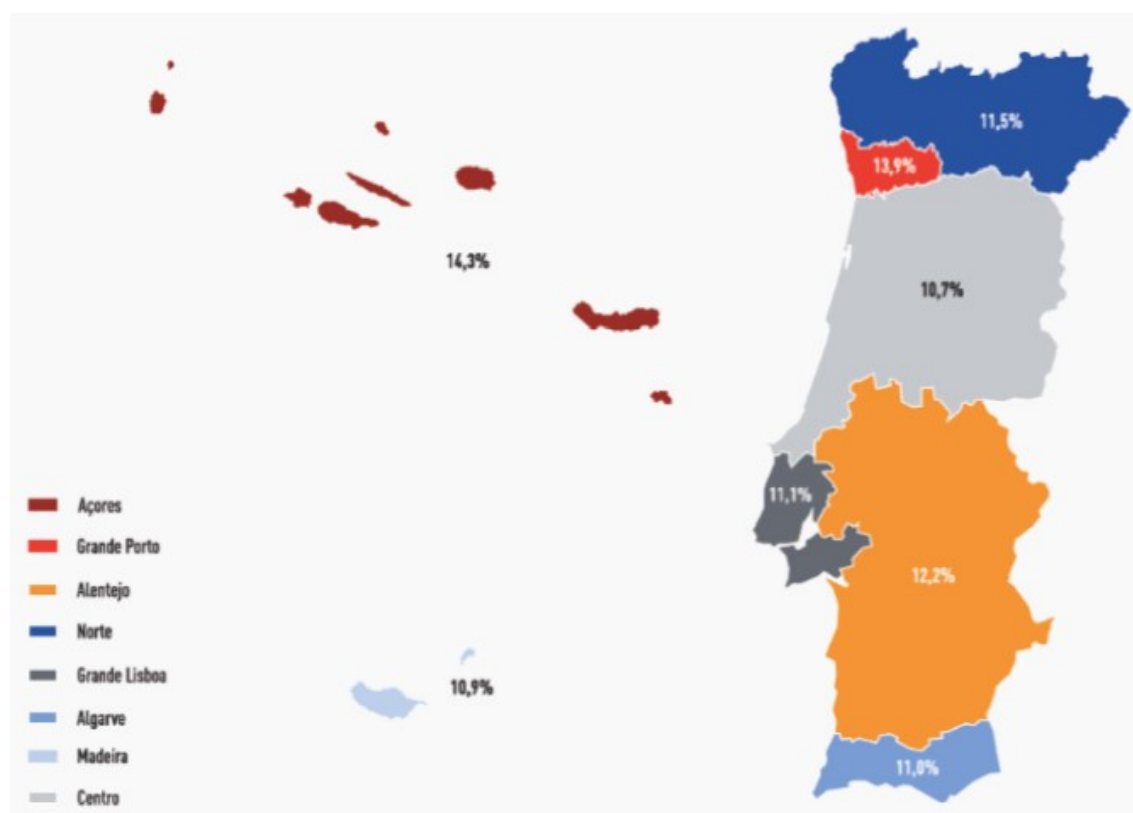 11,5%
13,9%
14,3%
10,7%
11,1%
12,2%
10,9%
11,0%
Açores
Grande Porto
Alentejo
Norte
Grande Lisboa
Algarve
Madeira
Centro